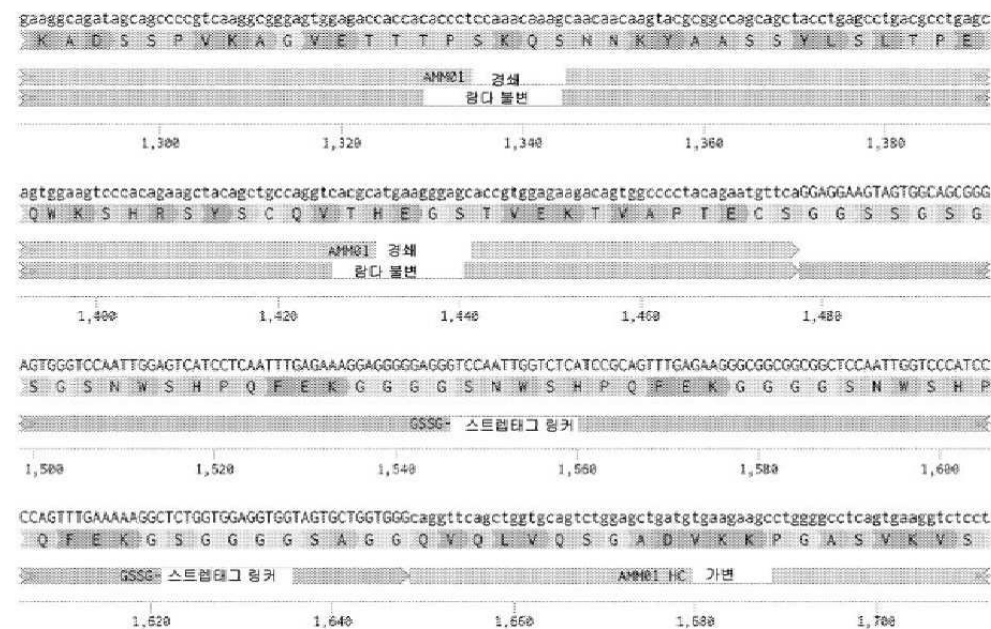 gaaggcagatagcagccccgtcaaggcgggagtggagaccaccacaccctccaaacaaagcaacaacaagtacgcggccagcagctacctgagcctgacgcctgagc
K A D S S P V K A G V E T T T P S K Q S N N K Y A A S S Y L S L T P E
AMM01 경쇄
람다 불변
1,300 1,320 1,340 1,360 1,380
agtggaagtcccacagaagctacagctgccaggtcacgcatgaagggagcaccgtggagaagacagtggcccctacagaatgttcaGGAGGAAGTAGTGGCAGCGGG
Q W K S H R S Y S C Q V T H E G S T V E K T V A P T E C S G G S S G S G
AMM01 경쇄
람다 불변
1,400 1,420 1,440 1,460 1,480
AGTGGGTCCAATTGGAGTCATCCTCAATTTGAGAAAGGAGGGGGAGGGTCCAATTGGTCTCATCCGCAGTTTGAGAAGGGCGGCGGCGGCTCCAATTGGTCCCATCC
S G S N W S H P Q F E K G G G G S N W S H P Q F E K G G G G S N W S H P
GSSG- 스트렙태그 링커
1,500 1,520 1,540 1,560 1,580 1,600
CCAGTTTGAAAAAGGCTCTGGTGGAGGTGGTAGTGCTGGTGGGcaggttcagctggtgcagtctggagctgatgtgaagaagcctggggcctcagtgaaggtctcct
Q F E K G S G G G G S A G G Q V Q L V Q S G A D V K K P G A S V K V S
GSSG- 스트렙태그 링커
AMM01 HC 가변
1,620 1,640 1,660 1,680 1,700